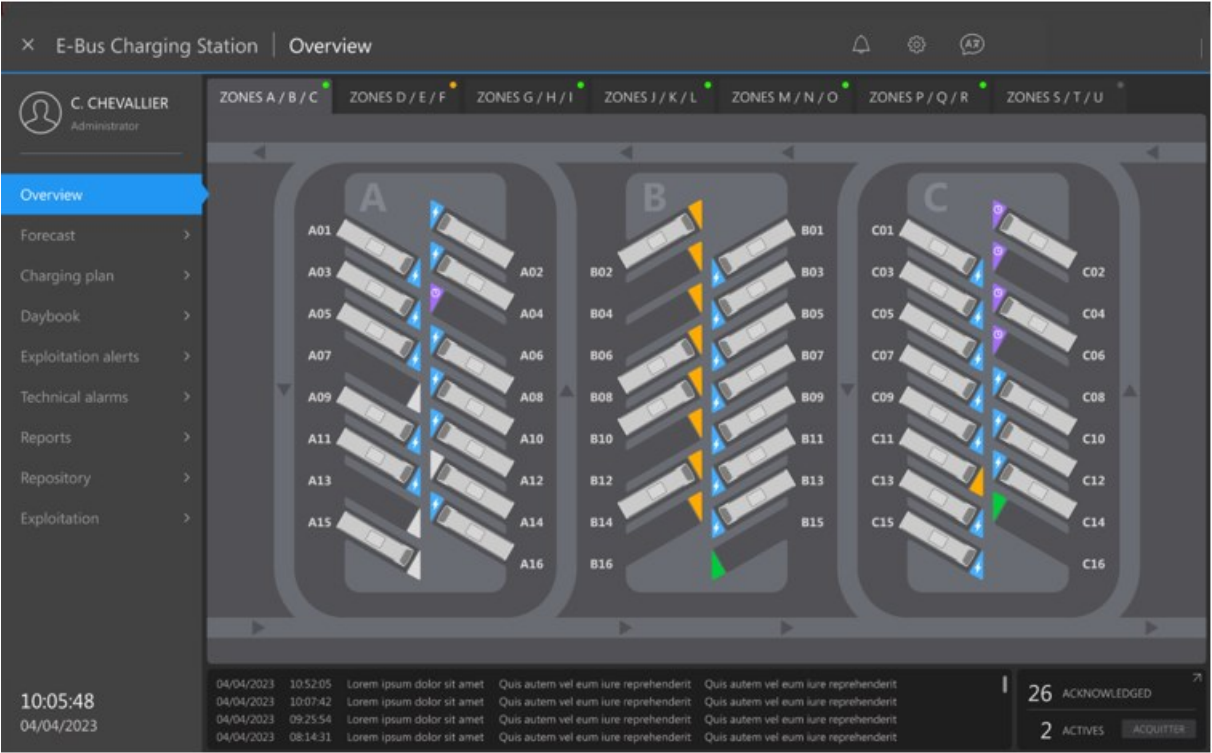 × E-Bus Charging Station | Overview
C. CHEVALLIER
Administrator
Overview
Forecast
Charging plan
Daybook
Exploitation alerts
Technical alarms
Reports
Repository
Exploitation
10:05:48
04/04/2023
ZONES A / B / C ZONES D / E / F ZONES G / H / I ZONES J / K / L ZONES M / N / O ZONES P / Q / R ZONES S / T / U
A B C
A01 B01 C01
A03 A02 B02 B03 C03 C02
A05 A04 B04 B05 C05 C04
A07 A06 B06 B07 C07 C06
A09 A08 B08 B09 C09 C08
A11 A10 B10 B11 C11 C10
A13 A12 B12 B13 C13 C12
A15 A14 B14 B15 C15 C14
A16 B16 C16
04/04/2023 10:52:05 Lorem ipsum dolor sit amet Quis autem vel eum iure reprehenderit Quis autem vel eum iure reprehenderit
04/04/2023 10:07:42 Lorem ipsum dolor sit amet Quis autem vel eum iure reprehenderit Quis autem vel eum iure reprehenderit
04/04/2023 09:25:54 Lorem ipsum dolor sit amet Quis autem vel eum iure reprehenderit Quis autem vel eum iure reprehenderit
04/04/2023 08:14:31 Lorem ipsum dolor sit amet Quis autem vel eum iure reprehenderit Quis autem vel eum iure reprehenderit
26 ACKNOWLEDGED
2 ACTIVES ACQUITTER